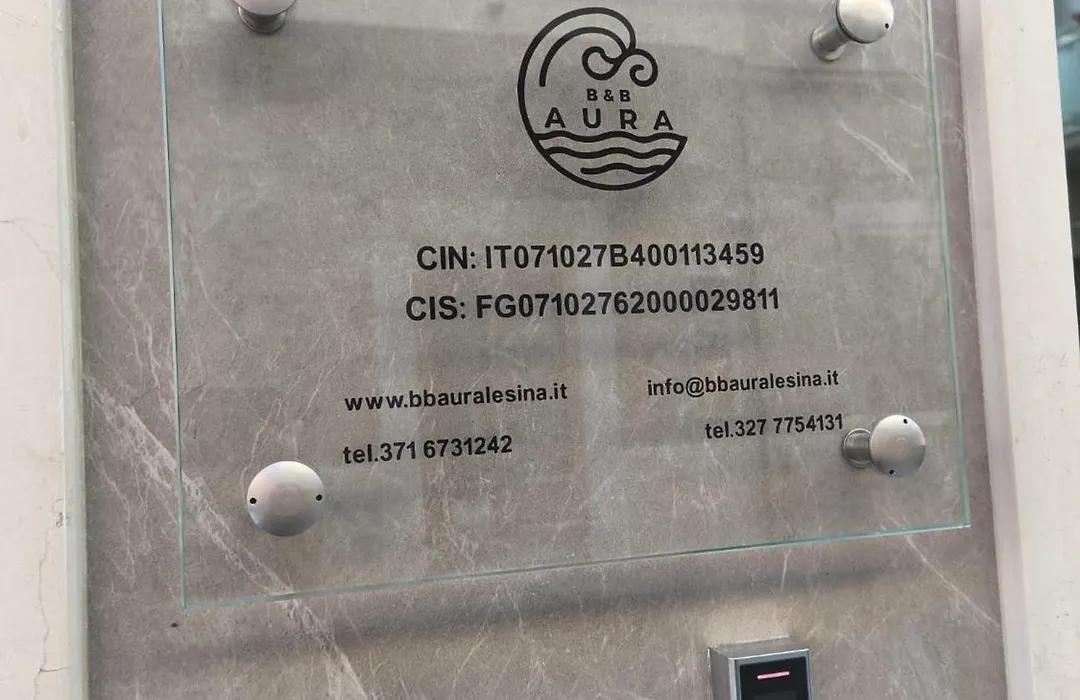 B & B
AURA
CIN: IT071027B400113459
CIS: FG07102762000029811
www.bbauralesina.it
info@bbauralesina.it
tel.371 6731242
tel.327 7754131